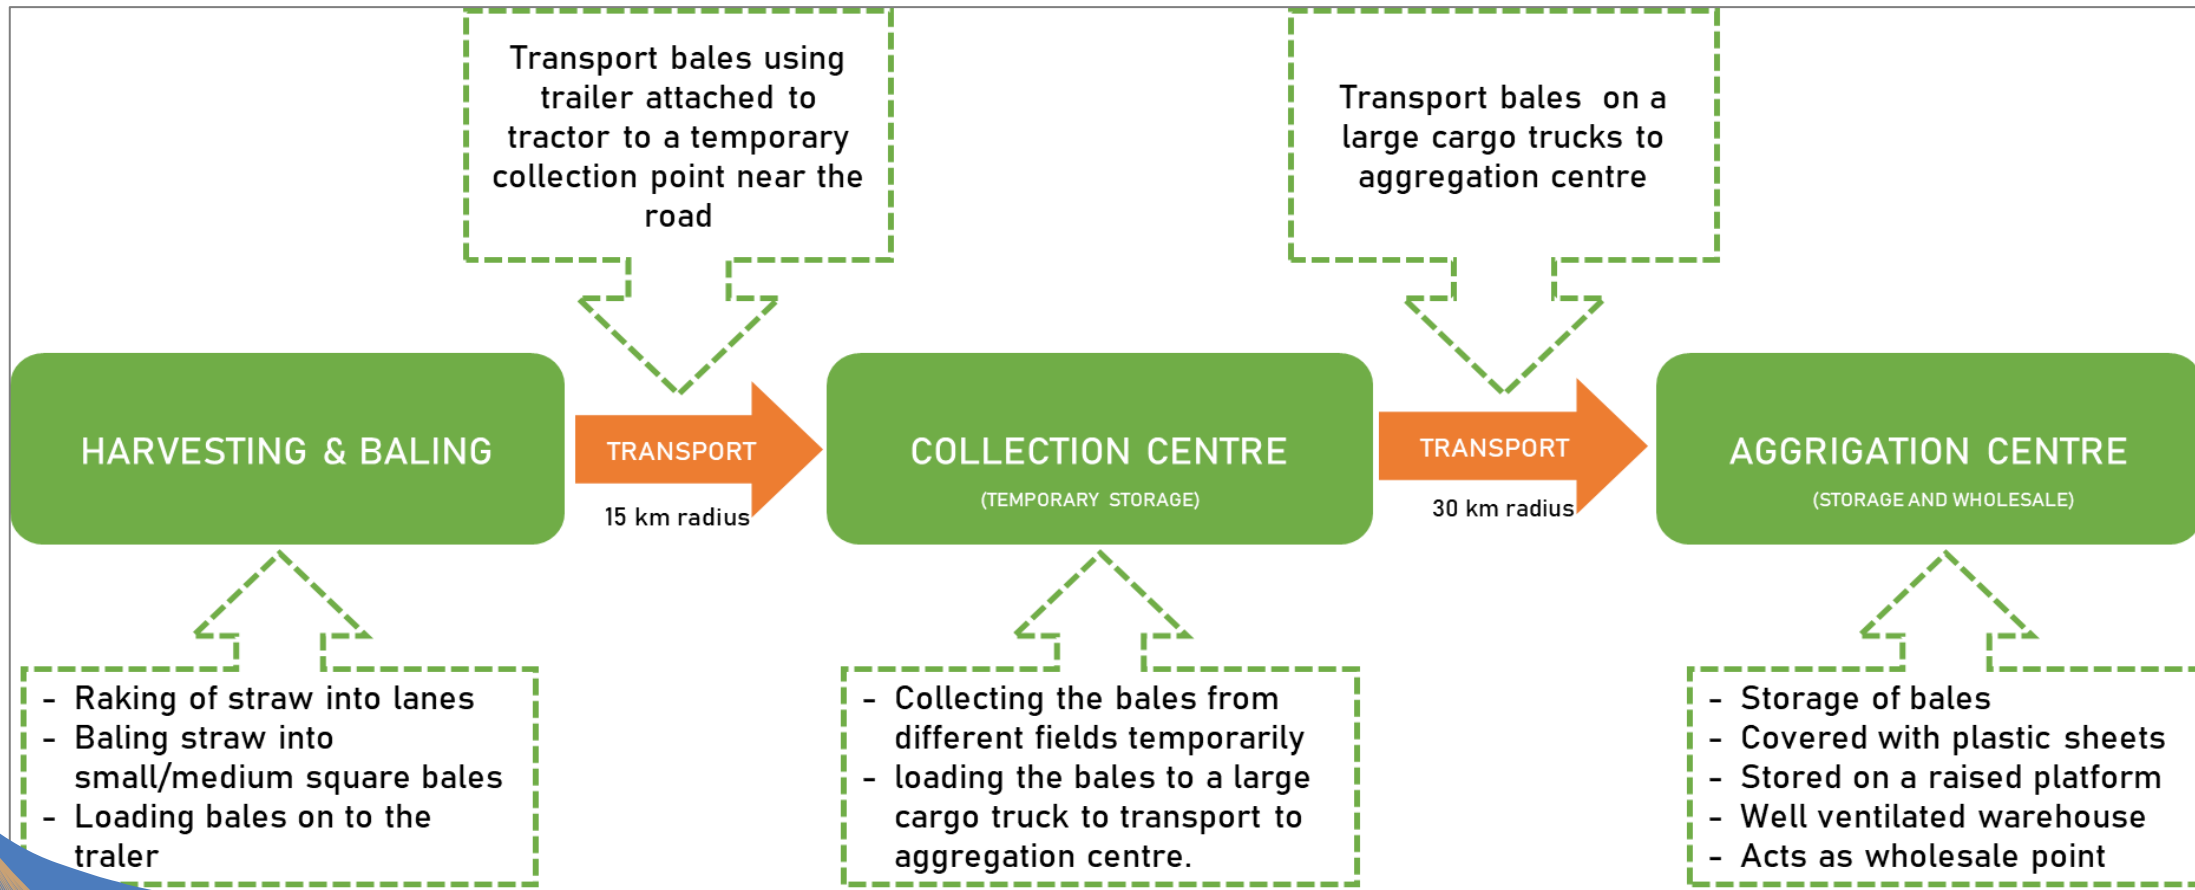 Transport bales using
trailer attached to
tractor to a temporary
collection point near the
road
Transport bales on a
large cargo trucks to
aggregation centre
HARVESTING & BALING
TRANSPORT
15 km radius
COLLECTION CENTRE
(TEMPORARY STORAGE)
TRANSPORT
30 km radius
AGGRIGATION CENTRE
(STORAGE AND WHOLESALE)
- Raking of straw into lanes
- Baling straw into
small/medium square bales
- Loading bales on to the
traler
- Collecting the bales from
different fields temporarily
- loading the bales to a large
cargo truck to transport to
aggregation centre.
- Storage of bales
- Covered with plastic sheets
- Stored on a raised platform
- Well ventilated warehouse
- Acts as wholesale point